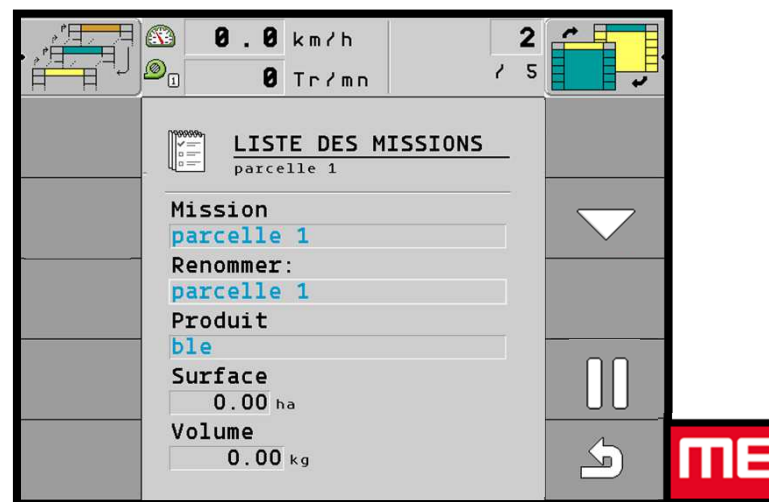 0.0 km/h 2
1 0 Tr/mn / 5
LISTE DES MISSIONS
parcelle 1
Mission
parcelle 1
Renommer:
parcelle 1
Produit
ble
Surface
0.00 ha
Volume
0.00 kg
ME